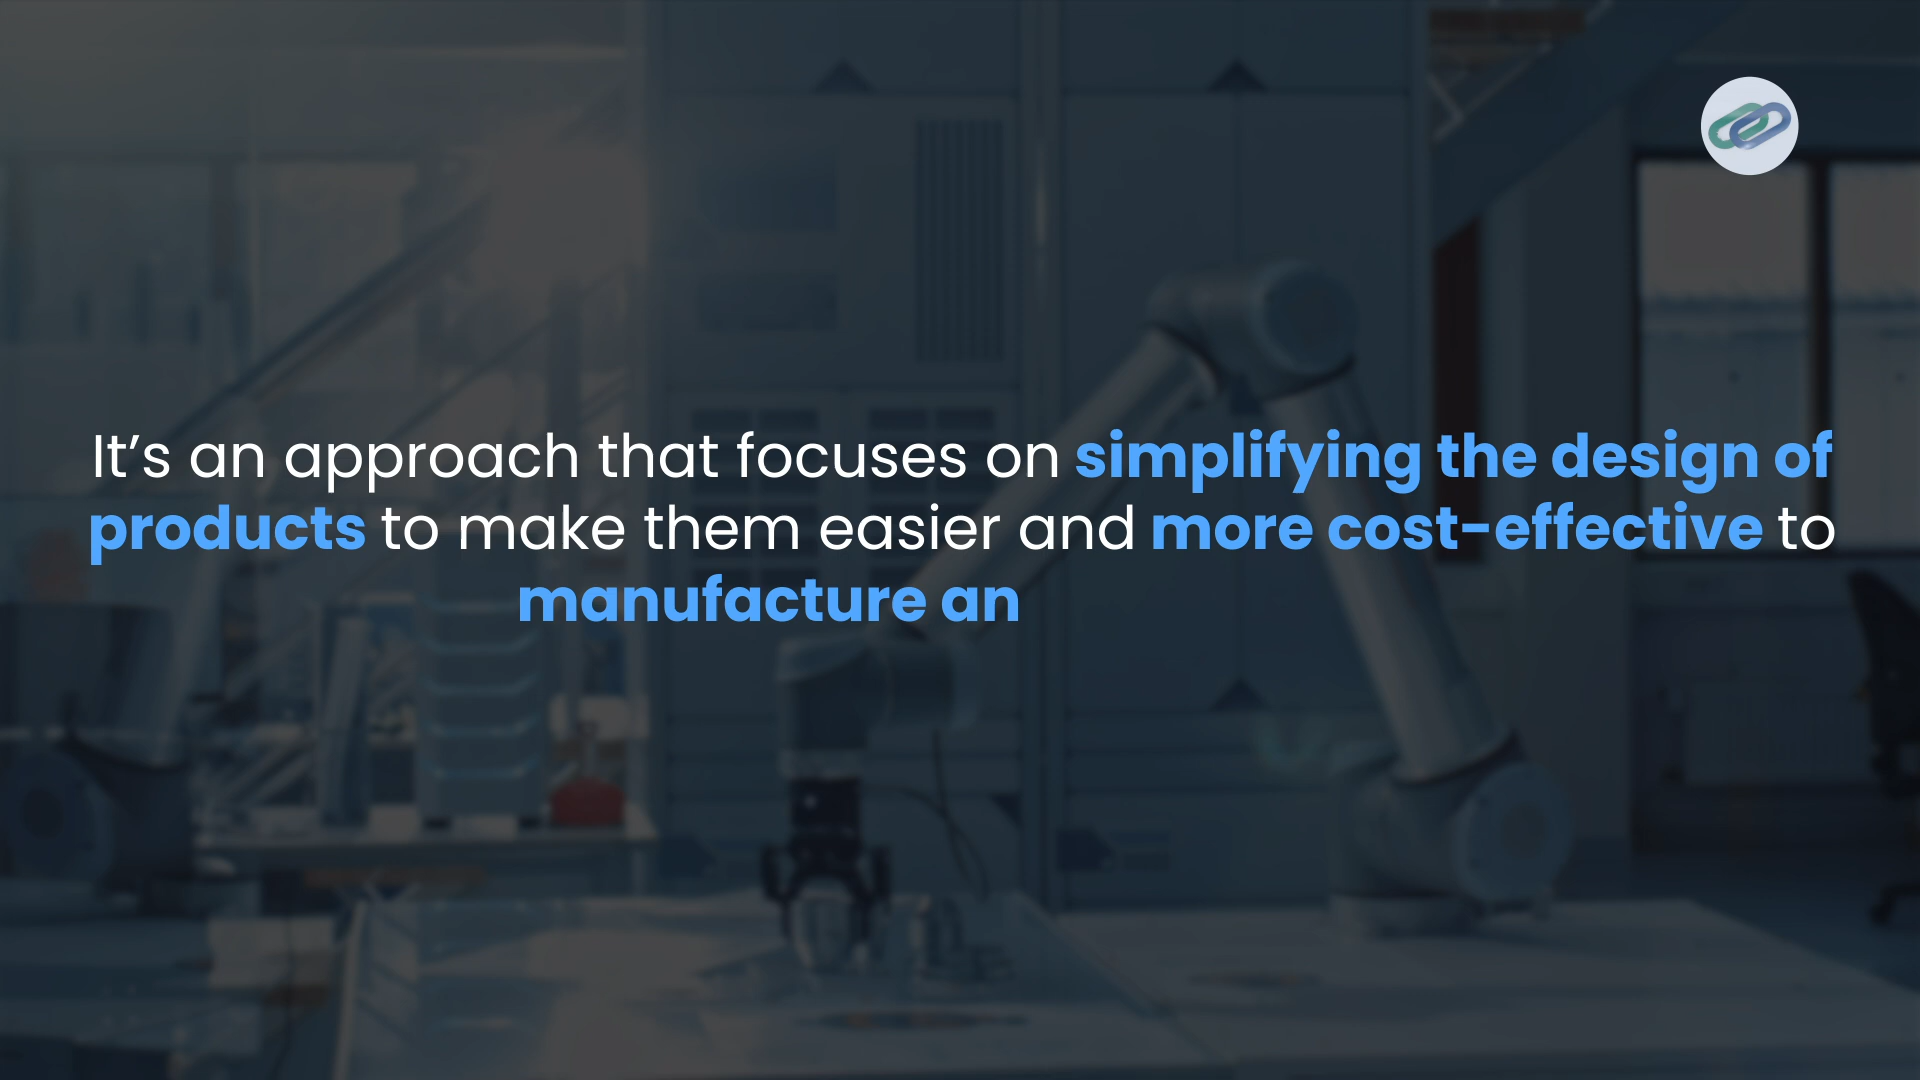 It’s an approach that focuses on simplifying the design of
products to make them easier and more cost-effective to
manufacture an